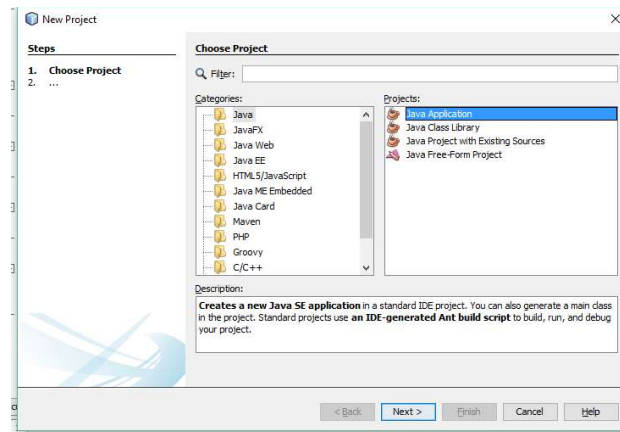 New Project
Steps
1. Choose Project
2. ...
Choose Project
Filter:
Categories:
Java
JavaFX
Java Web
Java EE
HTML5/JavaScript
Java ME Embedded
Java Card
Maven
PHP
Groovy
C/C++
Projects:
Java Application
Java Class Library
Java Project with Existing Sources
Java Free-Form Project
Description:
Creates a new Java SE application in a standard IDE project. You can also generate a main class
in the project. Standard projects use an IDE-generated Ant build script to build, run, and debug
your project.
< Back
Next >
Finish
Cancel
Help